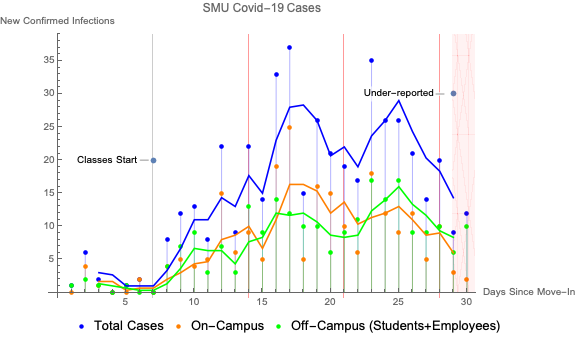 SMU Covid-19 Cases
New Confirmed Infections
35
30
25
20
15
10
5
Under-reported
Classes Start
5
10
15
20
25
30
Days Since Move-In
Total Cases
On-Campus
Off-Campus (Students+Employees)